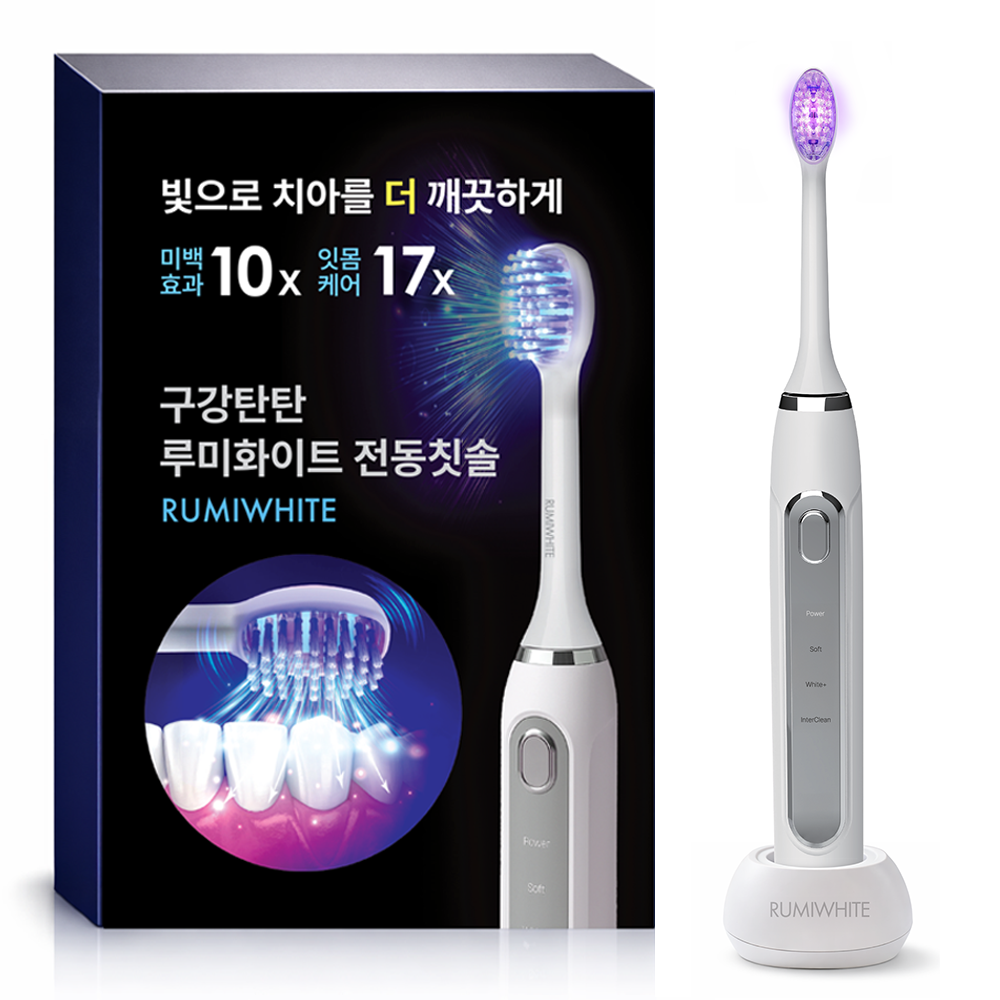 빛으로 치아를 더 깨끗하게
미백 효과 10x 잇몸 케어 17x
구강탄탄
루미화이트 전동칫솔
RUMIWHITE
RUMIWHITE
Power
Soft
Power
Soft
White+
InterClean
RUMIWHITE